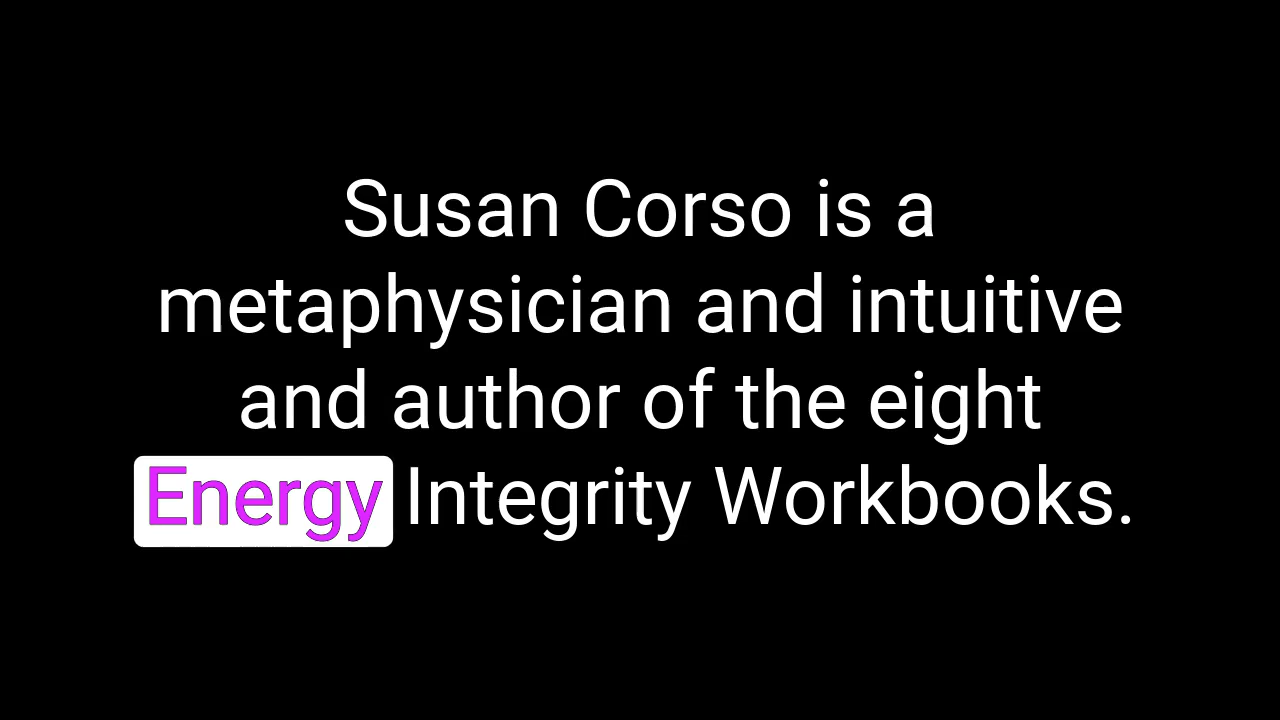 Susan Corso is a
metaphysician and intuitive
and author of the eight
Energy Integrity Workbooks.